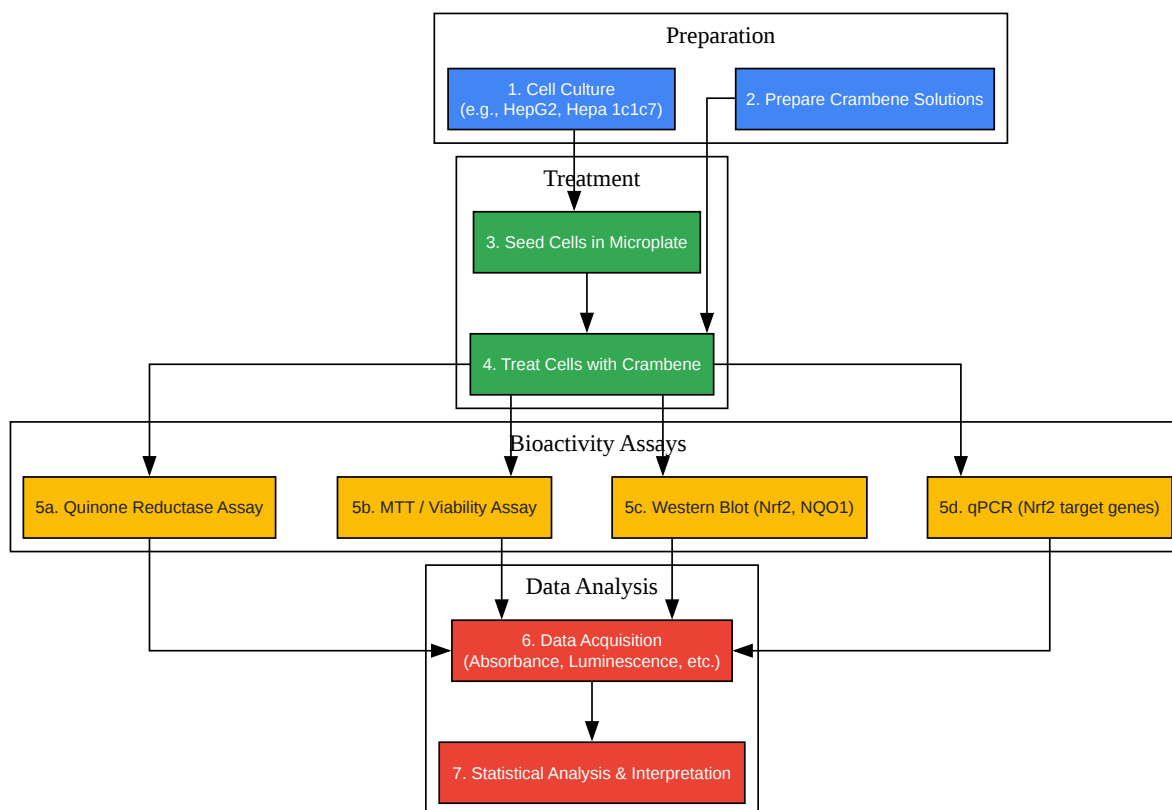 Preparation
1. Cell Culture
(e.g., HepG2, Hepa 1c1c7)
2. Prepare Crambene Solutions
Treatment
3. Seed Cells in Microplate
4. Treat Cells with Crambene
Bioactivity Assays
5a. Quinone Reductase Assay
5b. MTT / Viability Assay
5c. Western Blot (Nrf2, NQO1)
5d. qPCR (Nrf2 target genes)
Data Analysis
6. Data Acquisition
(Absorbance, Luminescence, etc.)
7. Statistical Analysis & Interpretation